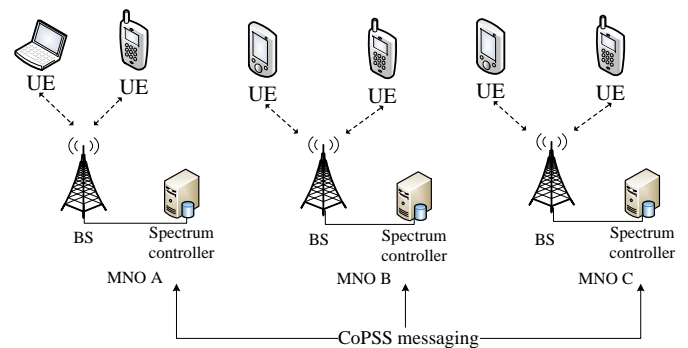 UE
UE
UE
UE
UE
UE
BS
Spectrum
controller
BS
Spectrum
controller
BS
Spectrum
controller
MNO A
MNO B
MNO C
CoPSS messaging